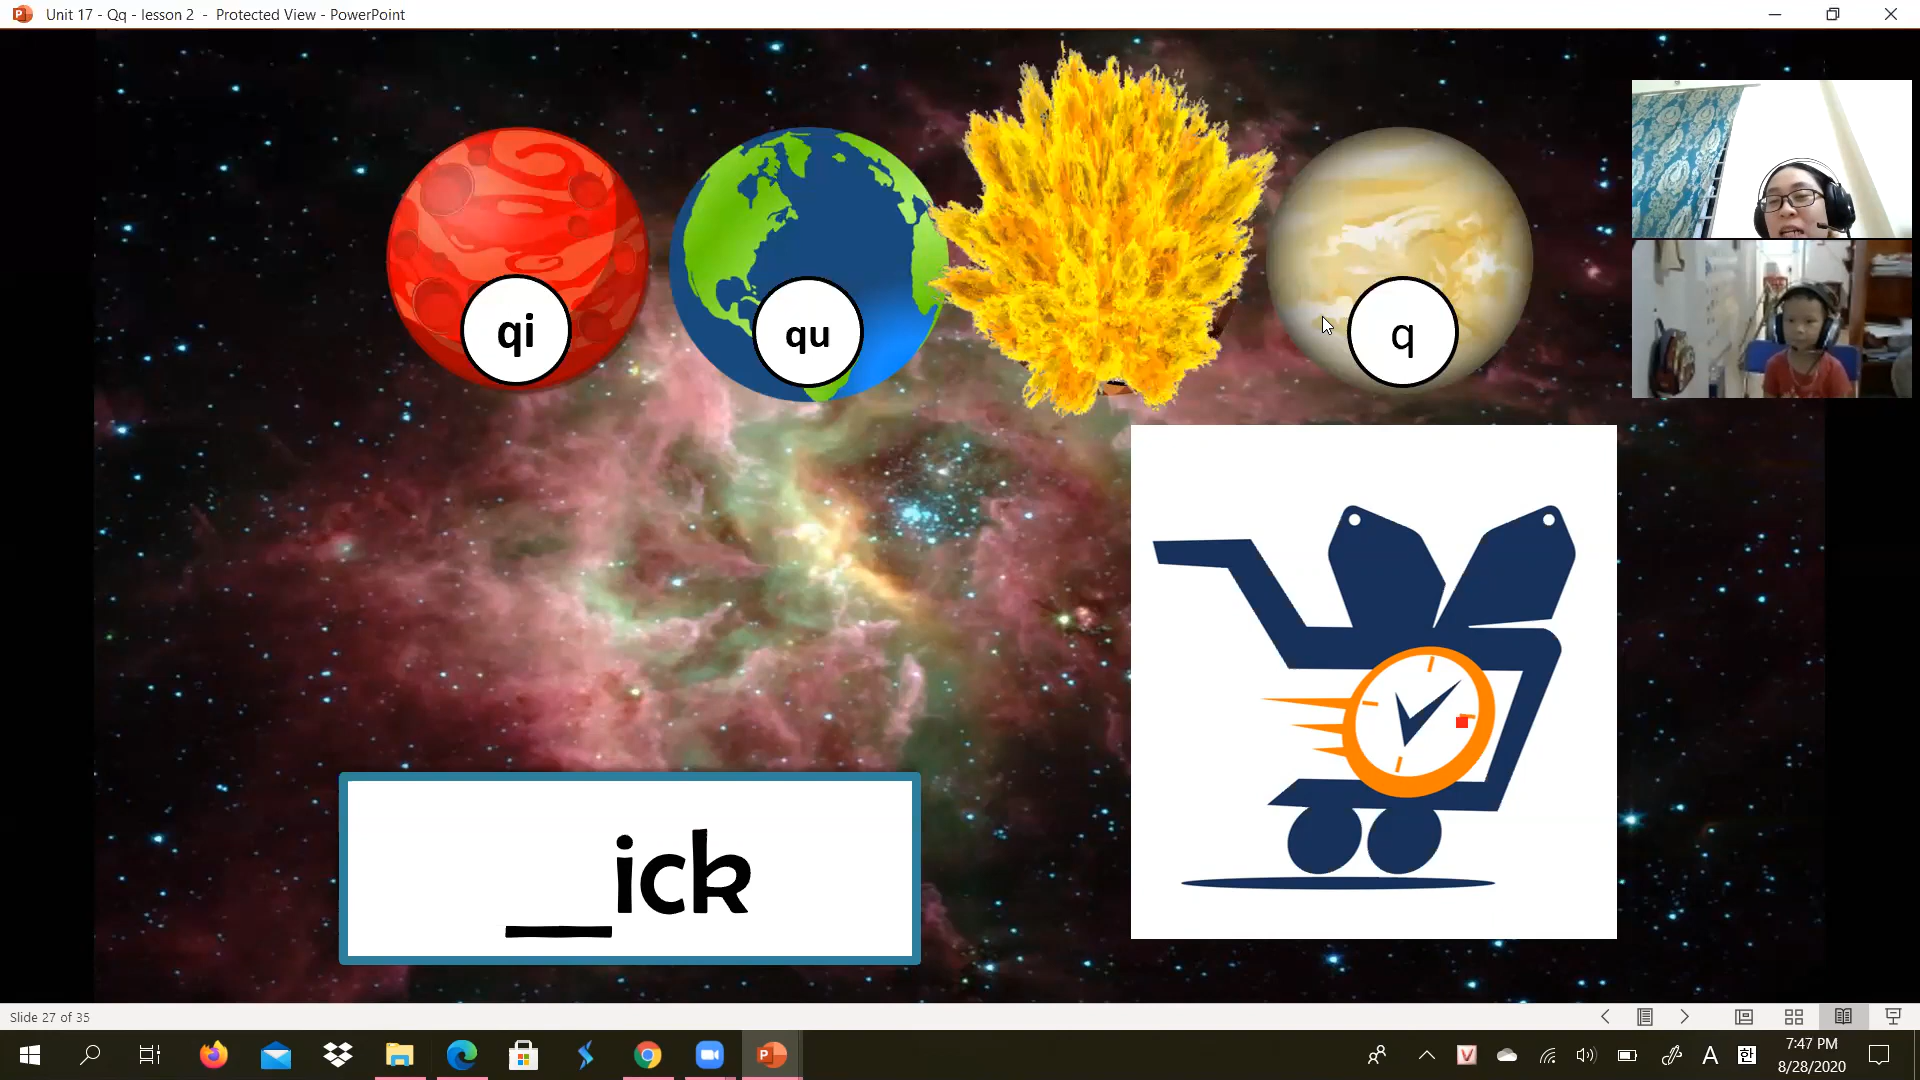 Unit 17 - Qq - lesson 2 - Protected View - PowerPoint
qi
qu
q
__ick
Slide 27 of 35
7:47 PM
8/28/2020